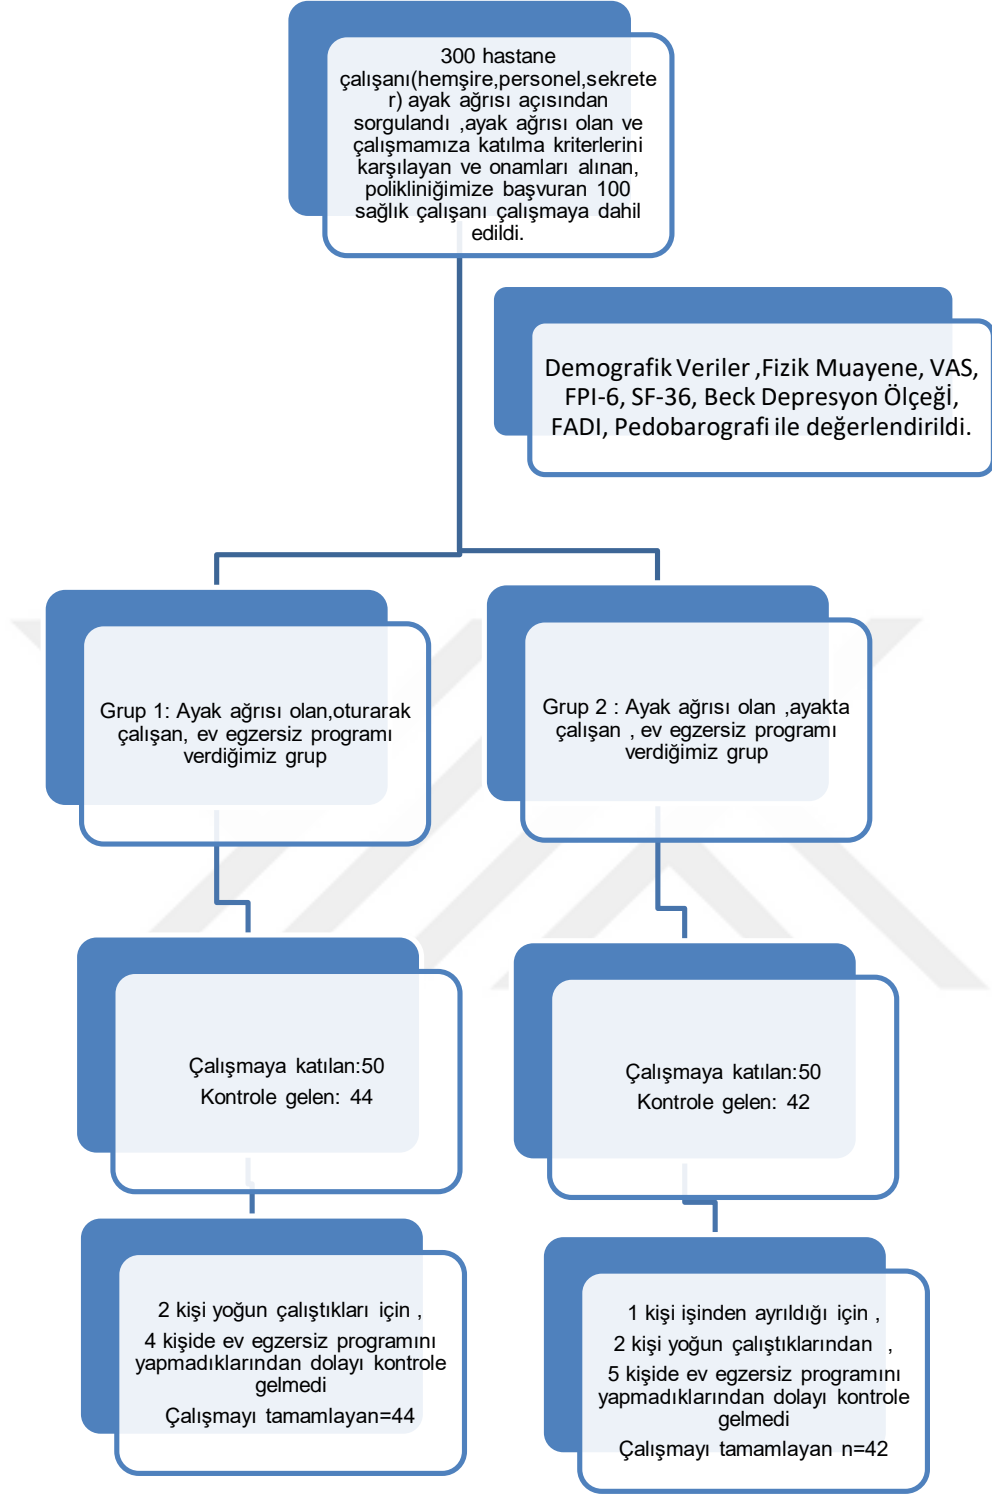 300 hastane
çalışanı(hemşire,personel,sekrete
r) ayak ağrısı açısından
sorgulandı ,ayak ağrısı olan ve
çalışmamıza katılma kriterlerini
karşılayan ve onamları alınan,
polikliniğimize başvuran 100
sağlık çalışanı çalışmaya dahil
edildi.
Demografik Veriler ,Fizik Muayene, VAS,
FPI-6, SF-36, Beck Depresyon Ölçeğİ,
FADI, Pedobarografi ile değerlendirildi.
Grup 1: Ayak ağrısı olan,oturarak
çalışan, ev egzersiz programı
verdiğimiz grup
Grup 2 : Ayak ağrısı olan ,ayakta
çalışan , ev egzersiz programı
verdiğimiz grup
Çalışmaya katılan:50
Kontrole gelen: 44
Çalışmaya katılan:50
Kontrole gelen: 42
2 kişi yoğun çalıştıkları için ,
4 kişide ev egzersiz programını
yapmadıklarından dolayı kontrole
gelmedi
Çalışmayı tamamlayan=44
1 kişi işinden ayrıldığı için ,
2 kişi yoğun çalıştıklarından ,
5 kişide ev egzersiz programını
yapmadıklarından dolayı kontrole
gelmedi
Çalışmayı tamamlayan n=42